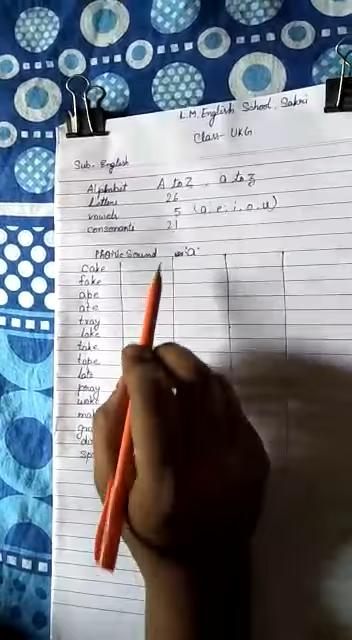 L.M. English School, Sakri
Class- UKG
Sub- English
Alphabet A to Z , a to z
letters 26
vowels 5 (a, e, i, o, u)
consonants 21
Phonic Sound "a"
cake
fake
ape
ate
tray
lake
take
tape
late
pray
wake